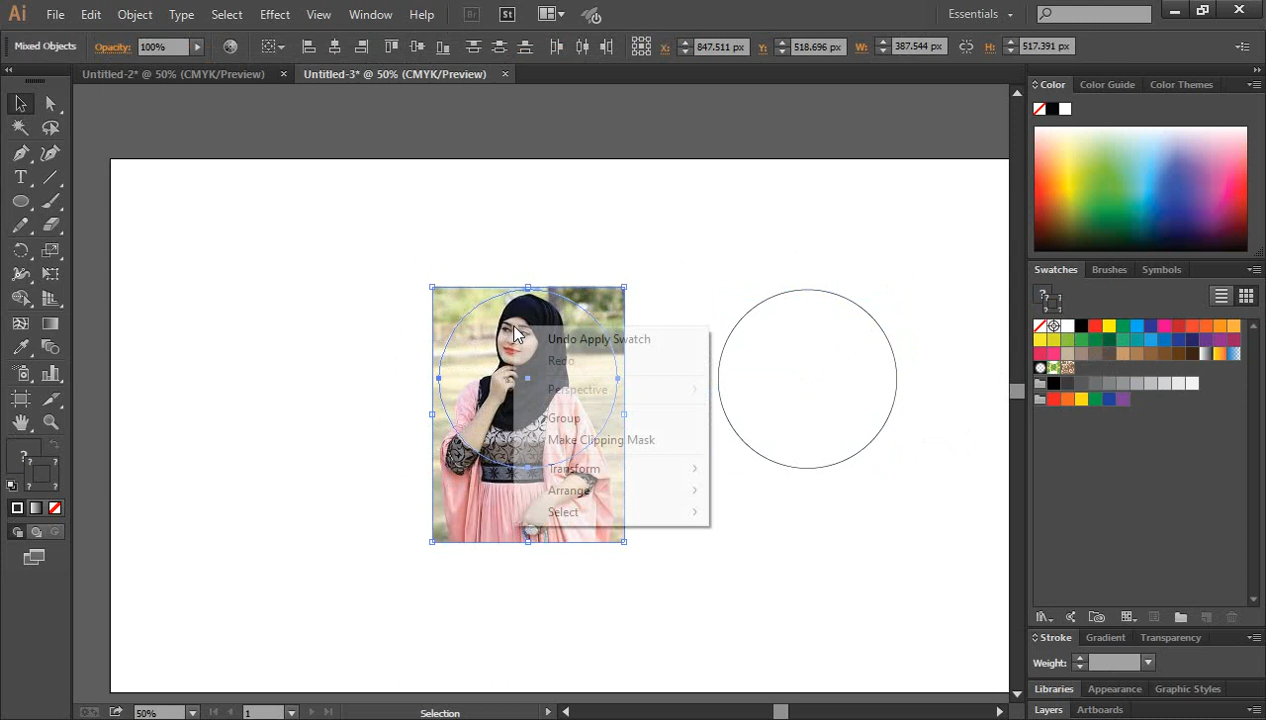 Ai File Edit Object Type Select Effect View Window Help Br St Essentials
Mixed Objects Opacity: 100% X: 847.511 px Y: 518.696 px W: 387.544 px H: 517.391 px
Untitled-2* @ 50% (CMYK/Preview) × Untitled-3* @ 50% (CMYK/Preview) ×
Color Color Guide Color Themes
Swatches Brushes Symbols
Undo Apply Swatch
Redo
Perspective
Group
Make Clipping Mask
Transform
Arrange
Select
Stroke Gradient Transparency
Weight:
Libraries Appearance Graphic Styles
Layers Artboards
50% 1 Selection